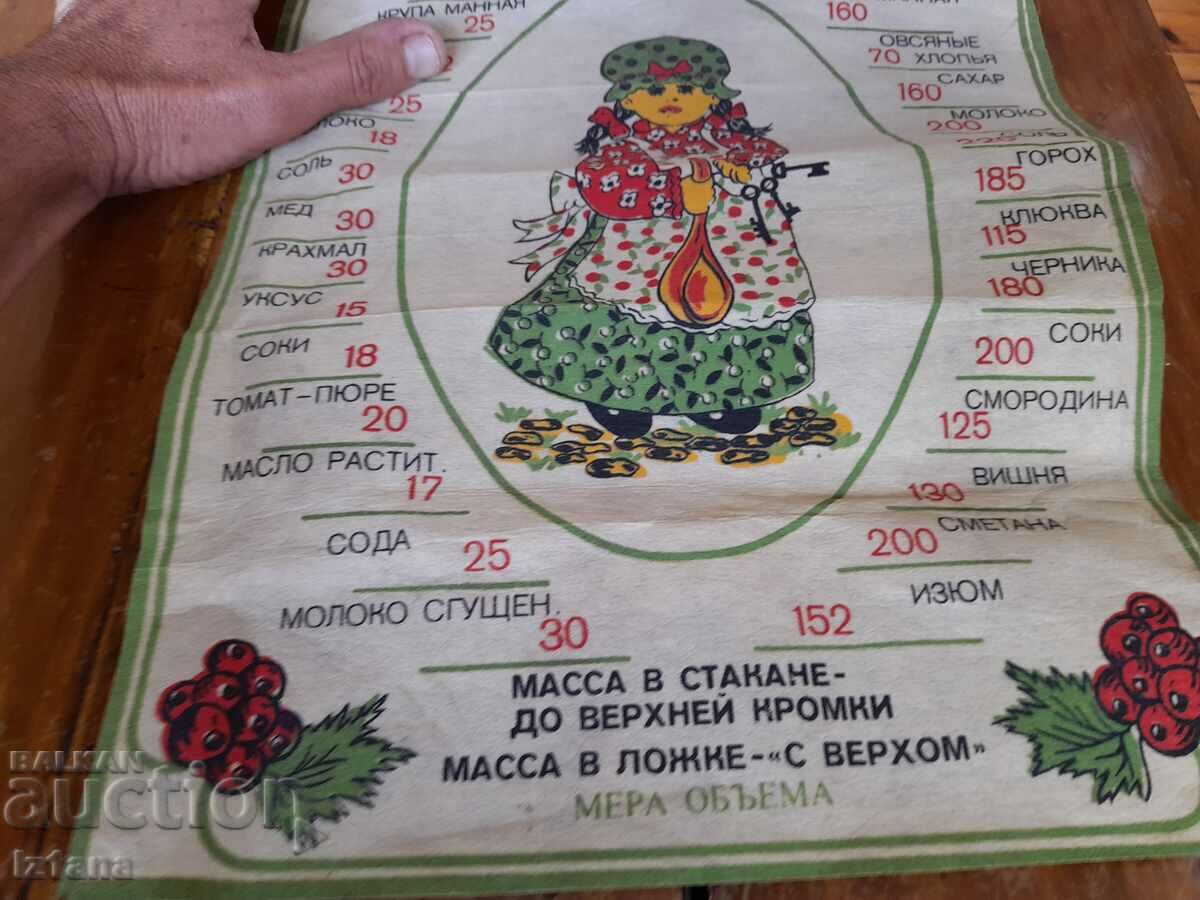 КРУПА МАННАЯ
25
25
18
СОЛЬ 30
МЕД 30
КРАХМАЛ
30
УКСУС 15
СОКИ 18
ТОМАТ-ПЮРЕ
20
МАСЛО РАСТИТ.
17
СОДА 25
МОЛОКО СГУЩЕН.
30
160
ОВСЯНЫЕ
70 ХЛОПЬЯ
САХАР
160
МОЛОКО
200
ГОРОХ
185
КЛЮКВА
115
ЧЕРНИКА
180
СОКИ
200
СМОРОДИНА
125
ВИШНЯ
130
СМЕТАНА
200
ИЗЮМ
152
МАССА В СТАКАНЕ-
ДО ВЕРХНЕЙ КРОМКИ
МАССА В ЛОЖКЕ-„С ВЕРХОМ"
МЕРА ОБЪЕМА
BALKAN
auction
Iz1ana